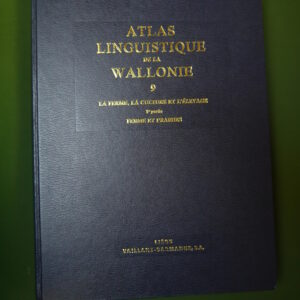 ATLAS
LINGUISTIQUE
DE LA
WALLONIE
9
LA FERME, LA CULTURE ET L'ÉLEVAGE
1re partie
FERME ET PRAIRIES
LIÈGE
VAILLANT-CARMANNE, S.A.